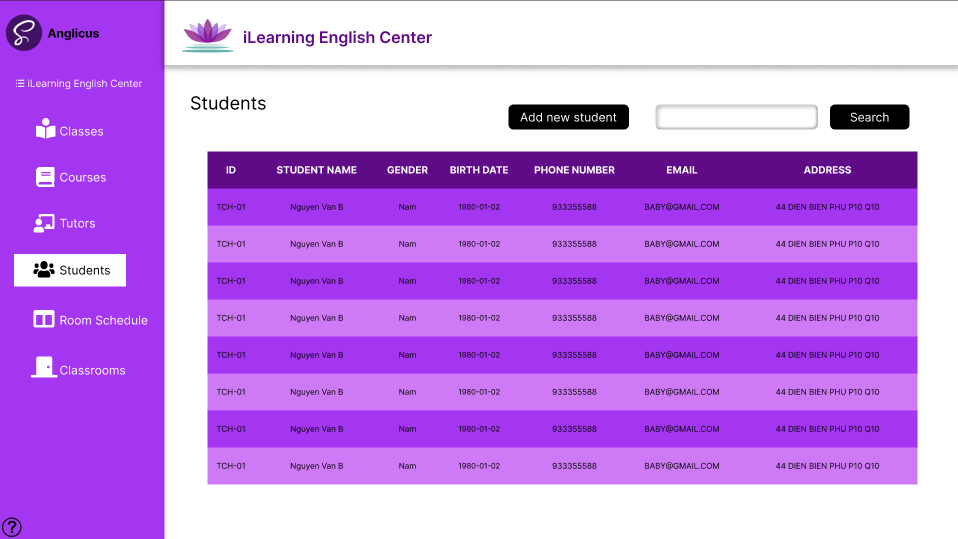 Anglicus
iLearning English Center
iLearning English Center
Classes
Courses
Tutors
Students
Room Schedule
Classrooms
?
Students
Add new student
Search
ID STUDENT NAME GENDER BIRTH DATE PHONE NUMBER EMAIL ADDRESS
TCH-01 Nguyen Van B Nam 1980-01-02 933355588 BABY@GMAIL.COM 44 DIEN BIEN PHU P10 Q10
TCH-01 Nguyen Van B Nam 1980-01-02 933355588 BABY@GMAIL.COM 44 DIEN BIEN PHU P10 Q10
TCH-01 Nguyen Van B Nam 1980-01-02 933355588 BABY@GMAIL.COM 44 DIEN BIEN PHU P10 Q10
TCH-01 Nguyen Van B Nam 1980-01-02 933355588 BABY@GMAIL.COM 44 DIEN BIEN PHU P10 Q10
TCH-01 Nguyen Van B Nam 1980-01-02 933355588 BABY@GMAIL.COM 44 DIEN BIEN PHU P10 Q10
TCH-01 Nguyen Van B Nam 1980-01-02 933355588 BABY@GMAIL.COM 44 DIEN BIEN PHU P10 Q10
TCH-01 Nguyen Van B Nam 1980-01-02 933355588 BABY@GMAIL.COM 44 DIEN BIEN PHU P10 Q10
TCH-01 Nguyen Van B Nam 1980-01-02 933355588 BABY@GMAIL.COM 44 DIEN BIEN PHU P10 Q10